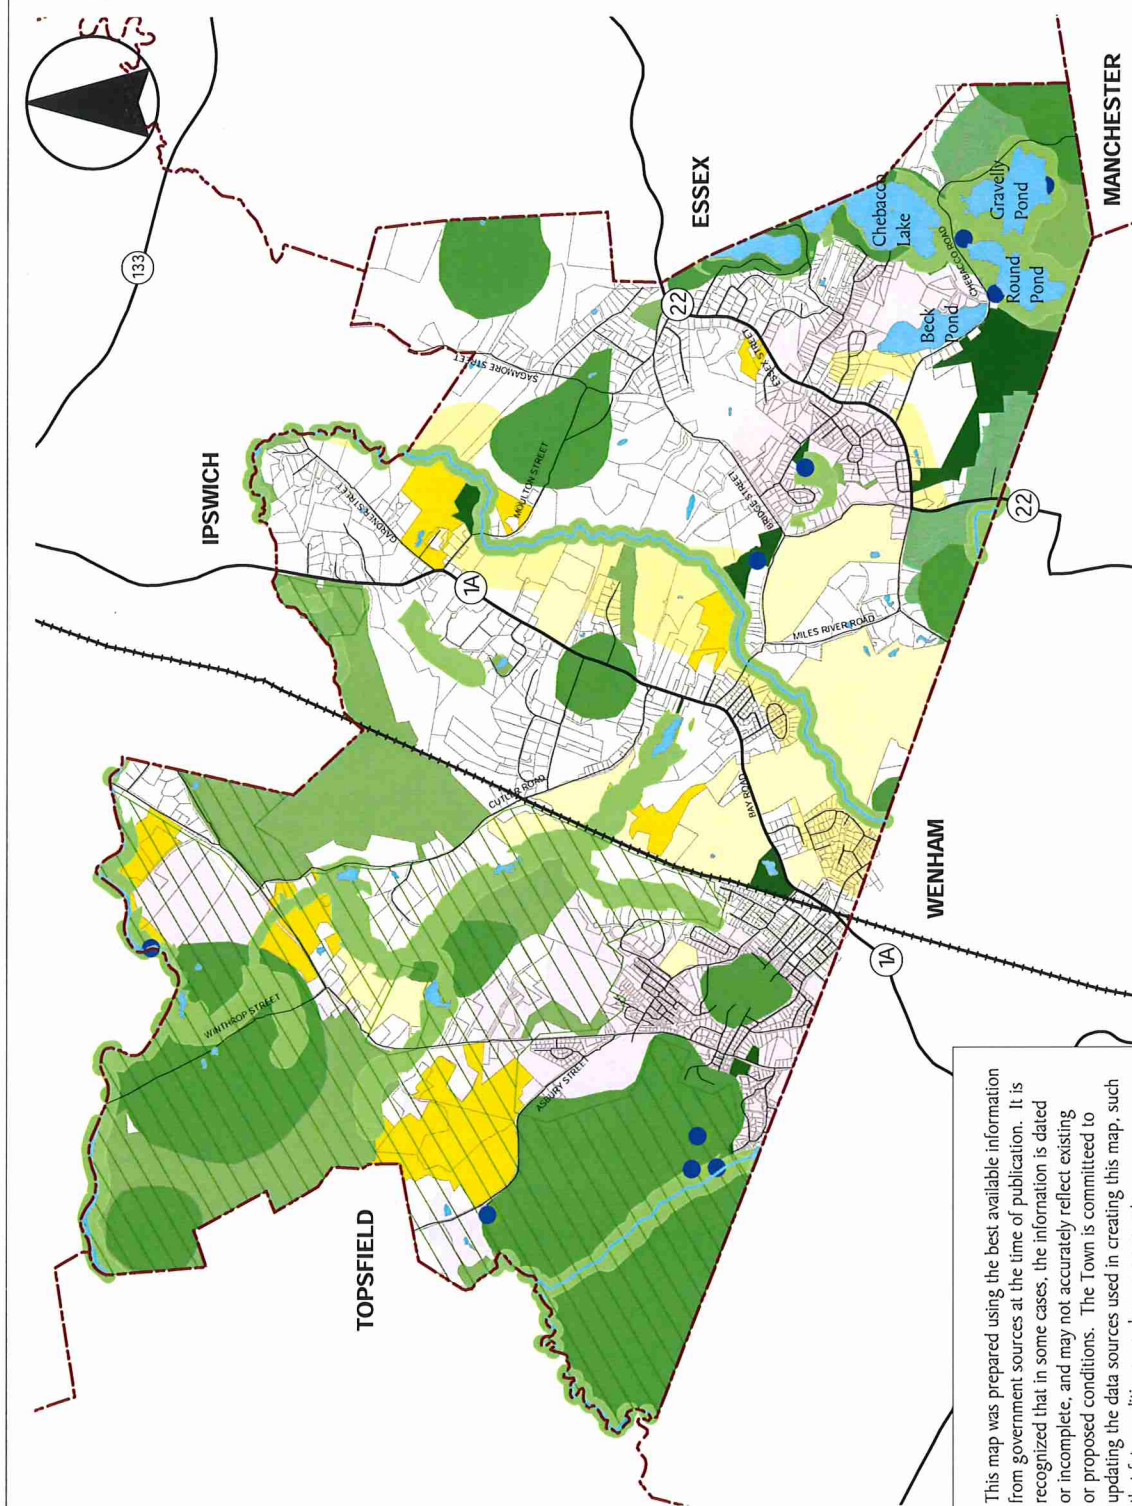 133
ESSEX
MANCHESTER
Chebacco
Lake
Gravelly
Pond
CHEBACCO ROAD
Round
Pond
Beck
Pond
22
ESSEX STREET
SAGAMORE STREET
IPSWICH
GARDNER STREET
MOULTON STREET
BRIDGE STREET
22
1A
MILES RIVER ROAD
CUTLER ROAD
BAY ROAD
WENHAM
1A
WINTHROP STREET
ASBURY STREET
TOPSFIELD
This map was prepared using the best available information
from government sources at the time of publication. It is
recognized that in some cases, the information is dated
or incomplete, and may not accurately reflect existing
or proposed conditions. The Town is committeed to
updating the data sources used in creating this map, such